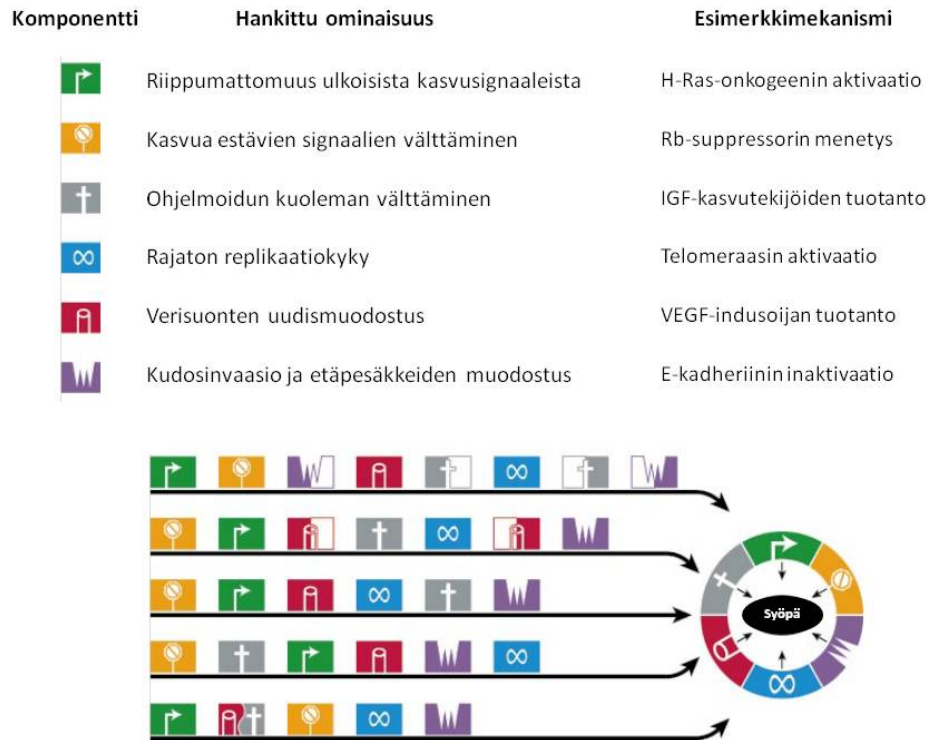 Komponentti Hankittu ominaisuus Esimerkkimekanismi
Riippumattomuus ulkoisista kasvusignaaleista H-Ras-onkogeenin aktivaatio
Kasvua estävien signaalien välttäminen Rb-suppressorin menetys
Ohjelmoidun kuoleman välttäminen IGF-kasvutekijöiden tuotanto
Rajaton replikaatiokyky Telomeraasin aktivaatio
Verisuonten uudismuodostus VEGF-indusoijan tuotanto
Kudosinvaasio ja etäpesäkkeiden muodostus E-kadheriinin inaktivaatio
Syöpä